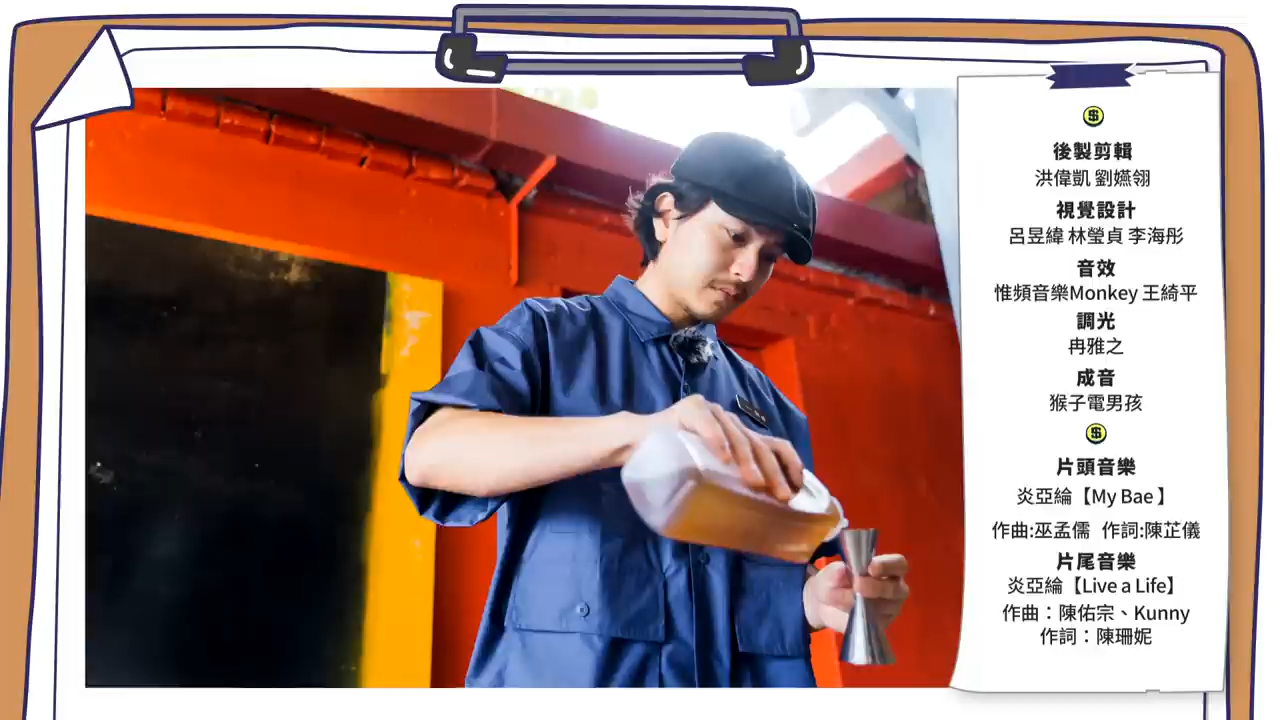 後製剪輯
洪偉凱 劉嬿翎
視覺設計
呂昱緯 林瑩貞 李海彤
音效
惟頻音樂Monkey 王綺平
調光
冉雅之
成音
猴子電男孩
片頭音樂
炎亞綸【My Bae 】
作曲:巫孟儒 作詞:陳芷儀
片尾音樂
炎亞綸【Live a Life】
作曲：陳佑宗、Kunny
作詞：陳珊妮